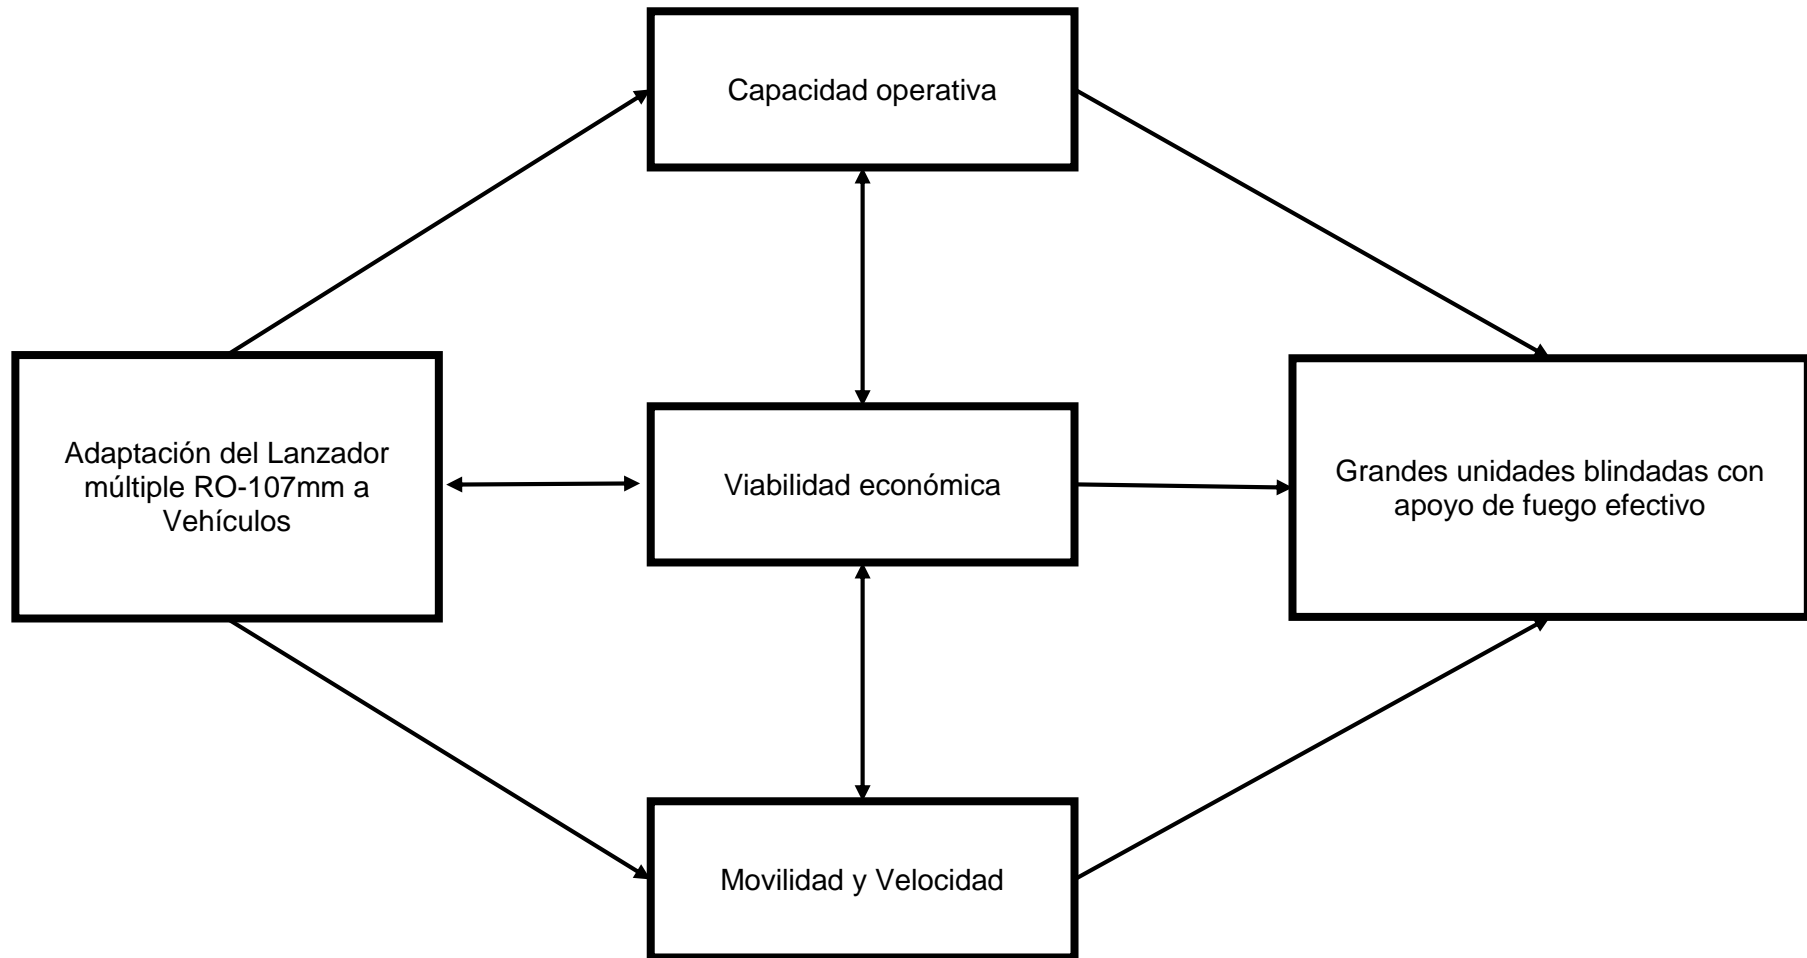 Capacidad operativa
Adaptación del Lanzador
múltiple RO-107mm a
Vehículos
Viabilidad económica
Grandes unidades blindadas con
apoyo de fuego efectivo
Movilidad y Velocidad